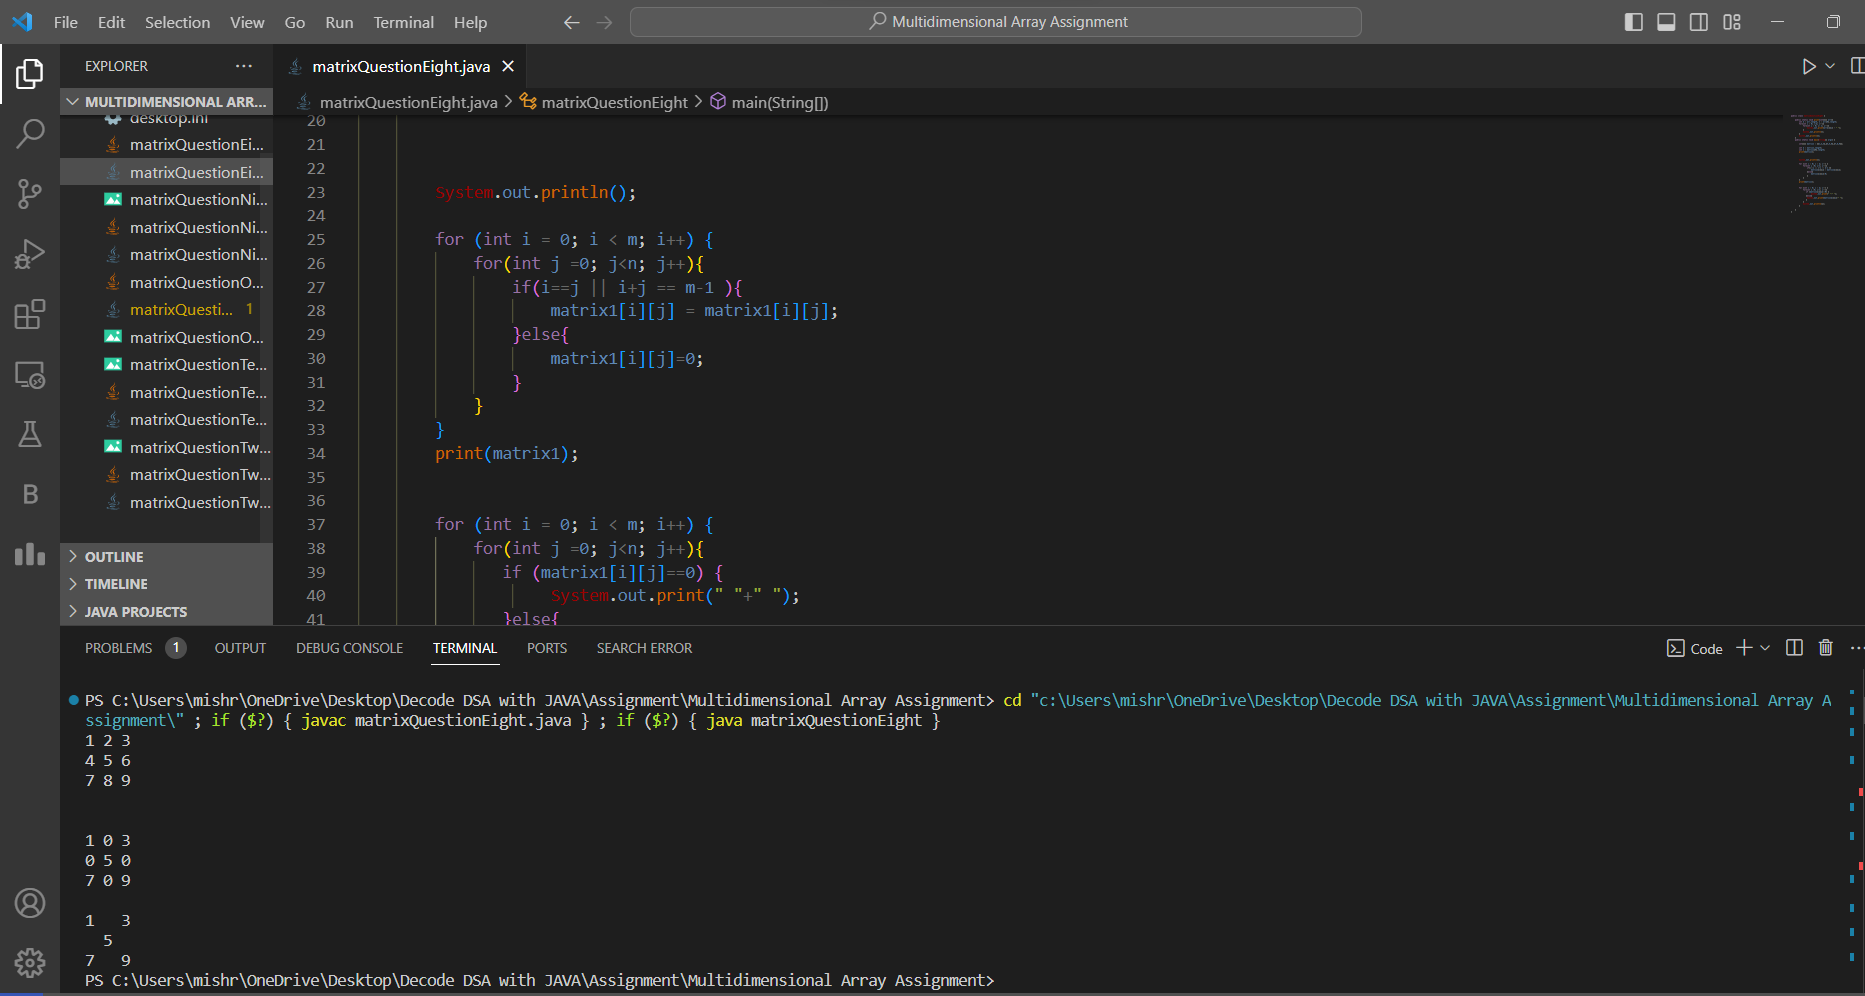 File Edit Selection View Go Run Terminal Help
Multidimensional Array Assignment
EXPLORER ...
MULTIDIMENSIONAL ARR...
desktop.ini
matrixQuestionEi...
matrixQuestionEi...
matrixQuestionNi...
matrixQuestionNi...
matrixQuestionNi...
matrixQuestionO...
matrixQuesti... 1
matrixQuestionO...
matrixQuestionTe...
matrixQuestionTe...
matrixQuestionTe...
matrixQuestionTw...
matrixQuestionTw...
matrixQuestionTw...
OUTLINE
TIMELINE
JAVA PROJECTS
B
matrixQuestionEight.java
matrixQuestionEight.java > matrixQuestionEight > main(String[])
20
21
22
23 System.out.println();
24
25 for (int i = 0; i < m; i++) {
26 for(int j =0; j<n; j++){
27 if(i==j || i+j == m-1 ){
28 matrix1[i][j] = matrix1[i][j];
29 }else{
30 matrix1[i][j]=0;
31 }
32 }
33 }
34 print(matrix1);
35
36
37 for (int i = 0; i < m; i++) {
38 for(int j =0; j<n; j++){
39 if (matrix1[i][j]==0) {
40 System.out.print(" "+" ");
41 }else{
PROBLEMS 1 OUTPUT DEBUG CONSOLE TERMINAL PORTS SEARCH ERROR
Code
PS C:\Users\mishr\OneDrive\Desktop\Decode DSA with JAVA\Assignment\Multidimensional Array Assignment> cd "c:\Users\mishr\OneDrive\Desktop\Decode DSA with JAVA\Assignment\Multidimensional Array A
ssignment\" ; if ($?) { javac matrixQuestionEight.java } ; if ($?) { java matrixQuestionEight }
1 2 3
4 5 6
7 8 9
1 0 3
0 5 0
7 0 9
1   3
  5
7   9
PS C:\Users\mishr\OneDrive\Desktop\Decode DSA with JAVA\Assignment\Multidimensional Array Assignment>